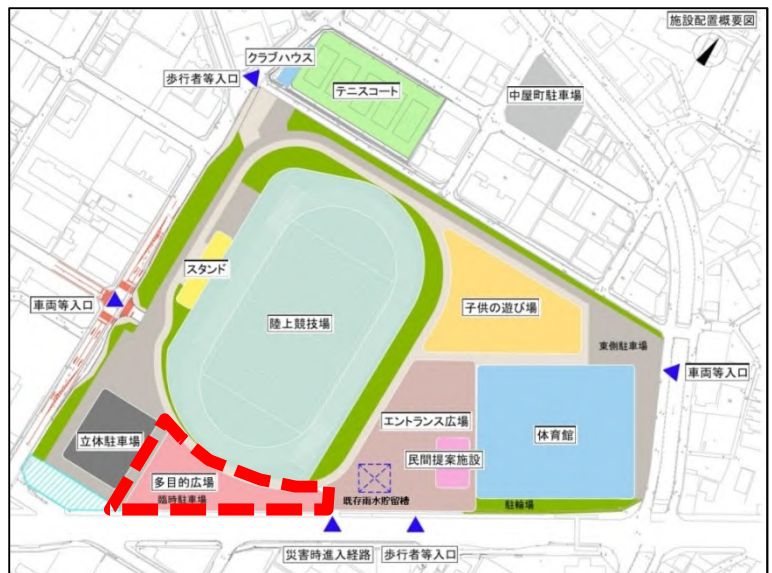 施設配置概要図
クラブハウス
歩行者等入口
テニスコート
中屋町駐車場
スタンド
車両等入口
子供の遊び場
陸上競技場
東側駐車場
車両等入口
エントランス広場
立体駐車場
体育館
民間提案施設
多目的広場
臨時駐車場
既存雨水貯留槽
駐輪場
災害時進入経路
歩行者等入口